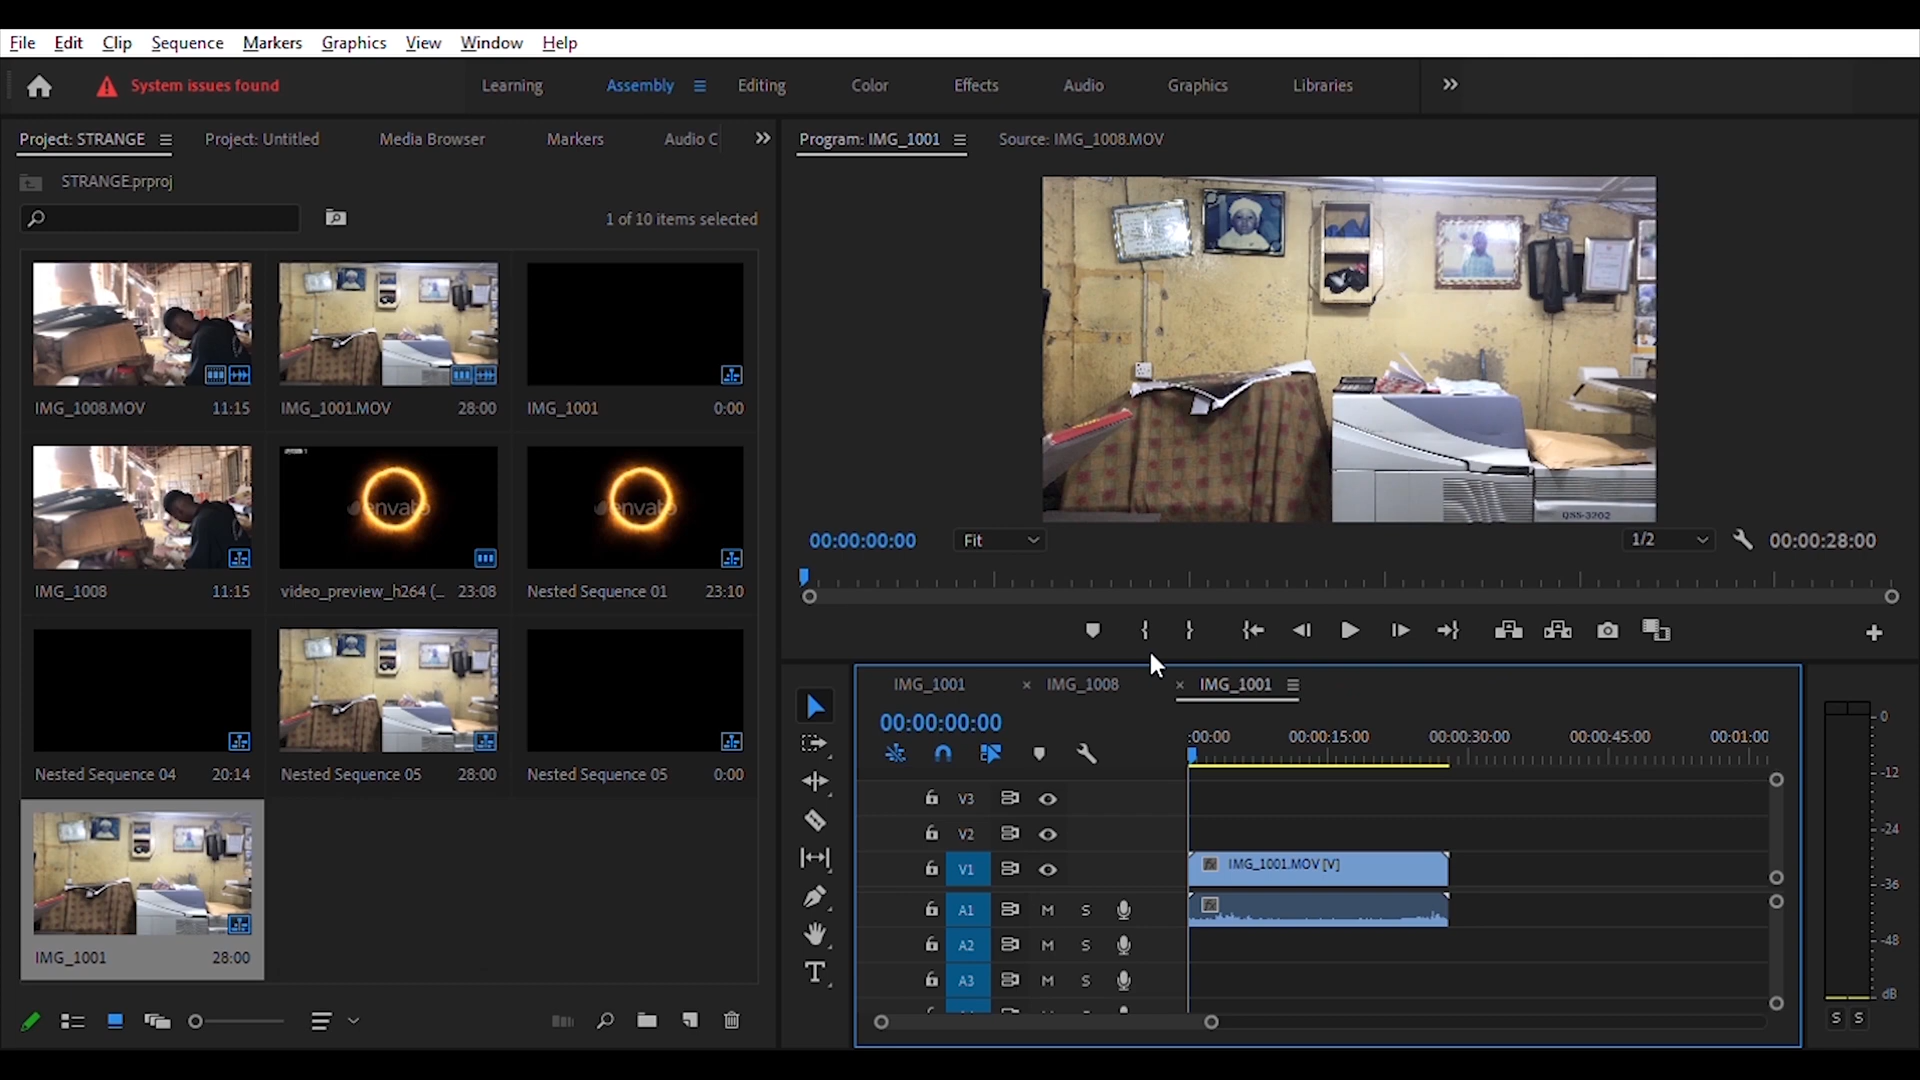 File Edit Clip Sequence Markers Graphics View Window Help
System issues found Learning Assembly Editing Color Effects Audio Graphics Libraries
Project: STRANGE Project: Untitled Media Browser Markers Audio C
Program: IMG_1001 Source: IMG_1008.MOV
STRANGE.prproj
1 of 10 items selected
IMG_1008.MOV 11:15 IMG_1001.MOV 28:00 IMG_1001 0:00
envato envato
IMG_1008 11:15 video_preview_h264 (... 23:08 Nested Sequence 01 23:10
Nested Sequence 04 20:14 Nested Sequence 05 28:00 Nested Sequence 05 0:00
IMG_1001 28:00
QSS-3202
00:00:00:00 Fit 1/2 00:00:28:00
IMG_1001 × IMG_1008 × IMG_1001
00:00:00:00
:00:00 00:00:15:00 00:00:30:00 00:00:45:00 00:01:00
V3
V2
V1 IMG_1001.MOV [V]
fx
A1 M S
A2 M S
A3 M S
0
-12
-24
-36
-48
dB
S S